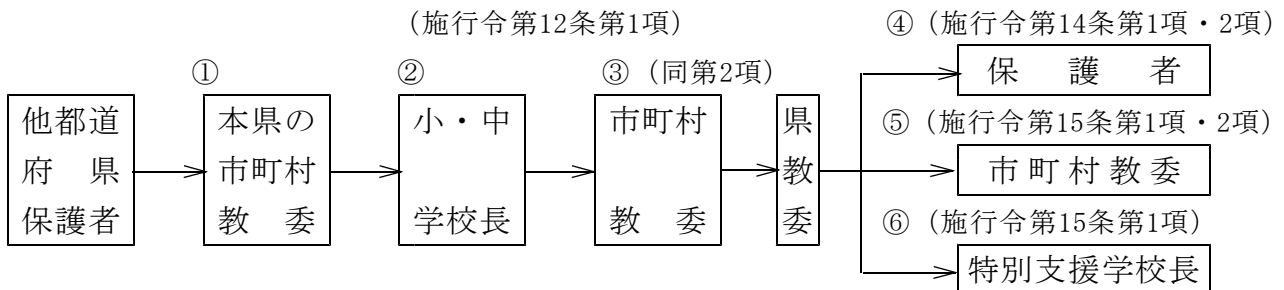 （施行令第12条第1項）
④（施行令第14条第1項・2項）
保　護　者
① ② ③（同第2項）
⑤（施行令第15条第1項・2項）
他都道
府　県
保護者
本県の
市町村
教　委
小・中
学校長
市町村
教　委
県
教
委
市町村教委
⑥（施行令第15条第1項）
特別支援学校長